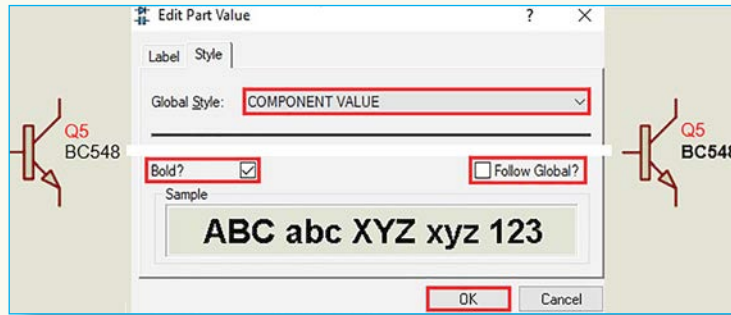 Edit Part Value ? ×
Label Style
Global Style: COMPONENT VALUE
Q5
BC548
Q5
BC548
Bold? Follow Global?
Sample
ABC abc XYZ xyz 123
OK Cancel